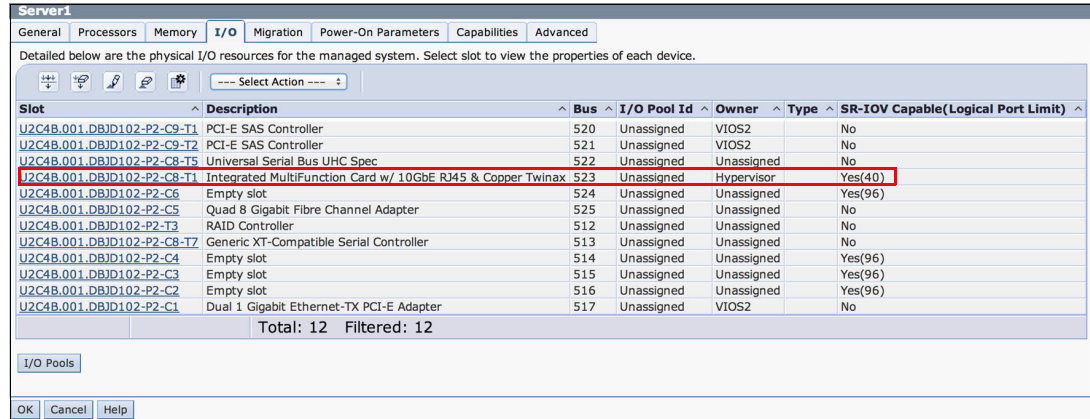 Server1
General Processors Memory I/O Migration Power-On Parameters Capabilities Advanced
Detailed below are the physical I/O resources for the managed system. Select slot to view the properties of each device.
--- Select Action ---
Slot Description Bus I/O Pool Id Owner Type SR-IOV Capable(Logical Port Limit)
U2C4B.001.DBJD102-P2-C9-T1 PCI-E SAS Controller 520 Unassigned VIOS2 No
U2C4B.001.DBJD102-P2-C9-T2 PCI-E SAS Controller 521 Unassigned VIOS2 No
U2C4B.001.DBJD102-P2-C8-T5 Universal Serial Bus UHC Spec 522 Unassigned Unassigned No
U2C4B.001.DBJD102-P2-C8-T1 Integrated MultiFunction Card w/ 10GbE RJ45 & Copper Twinax 523 Unassigned Hypervisor Yes(40)
U2C4B.001.DBJD102-P2-C6 Empty slot 524 Unassigned Unassigned Yes(96)
U2C4B.001.DBJD102-P2-C5 Quad 8 Gigabit Fibre Channel Adapter 525 Unassigned Unassigned No
U2C4B.001.DBJD102-P2-T3 RAID Controller 512 Unassigned Unassigned No
U2C4B.001.DBJD102-P2-C8-T7 Generic XT-Compatible Serial Controller 513 Unassigned Unassigned No
U2C4B.001.DBJD102-P2-C4 Empty slot 514 Unassigned Unassigned Yes(96)
U2C4B.001.DBJD102-P2-C3 Empty slot 515 Unassigned Unassigned Yes(96)
U2C4B.001.DBJD102-P2-C2 Empty slot 516 Unassigned Unassigned Yes(96)
U2C4B.001.DBJD102-P2-C1 Dual 1 Gigabit Ethernet-TX PCI-E Adapter 517 Unassigned VIOS2 No
Total: 12 Filtered: 12
I/O Pools
OK Cancel Help